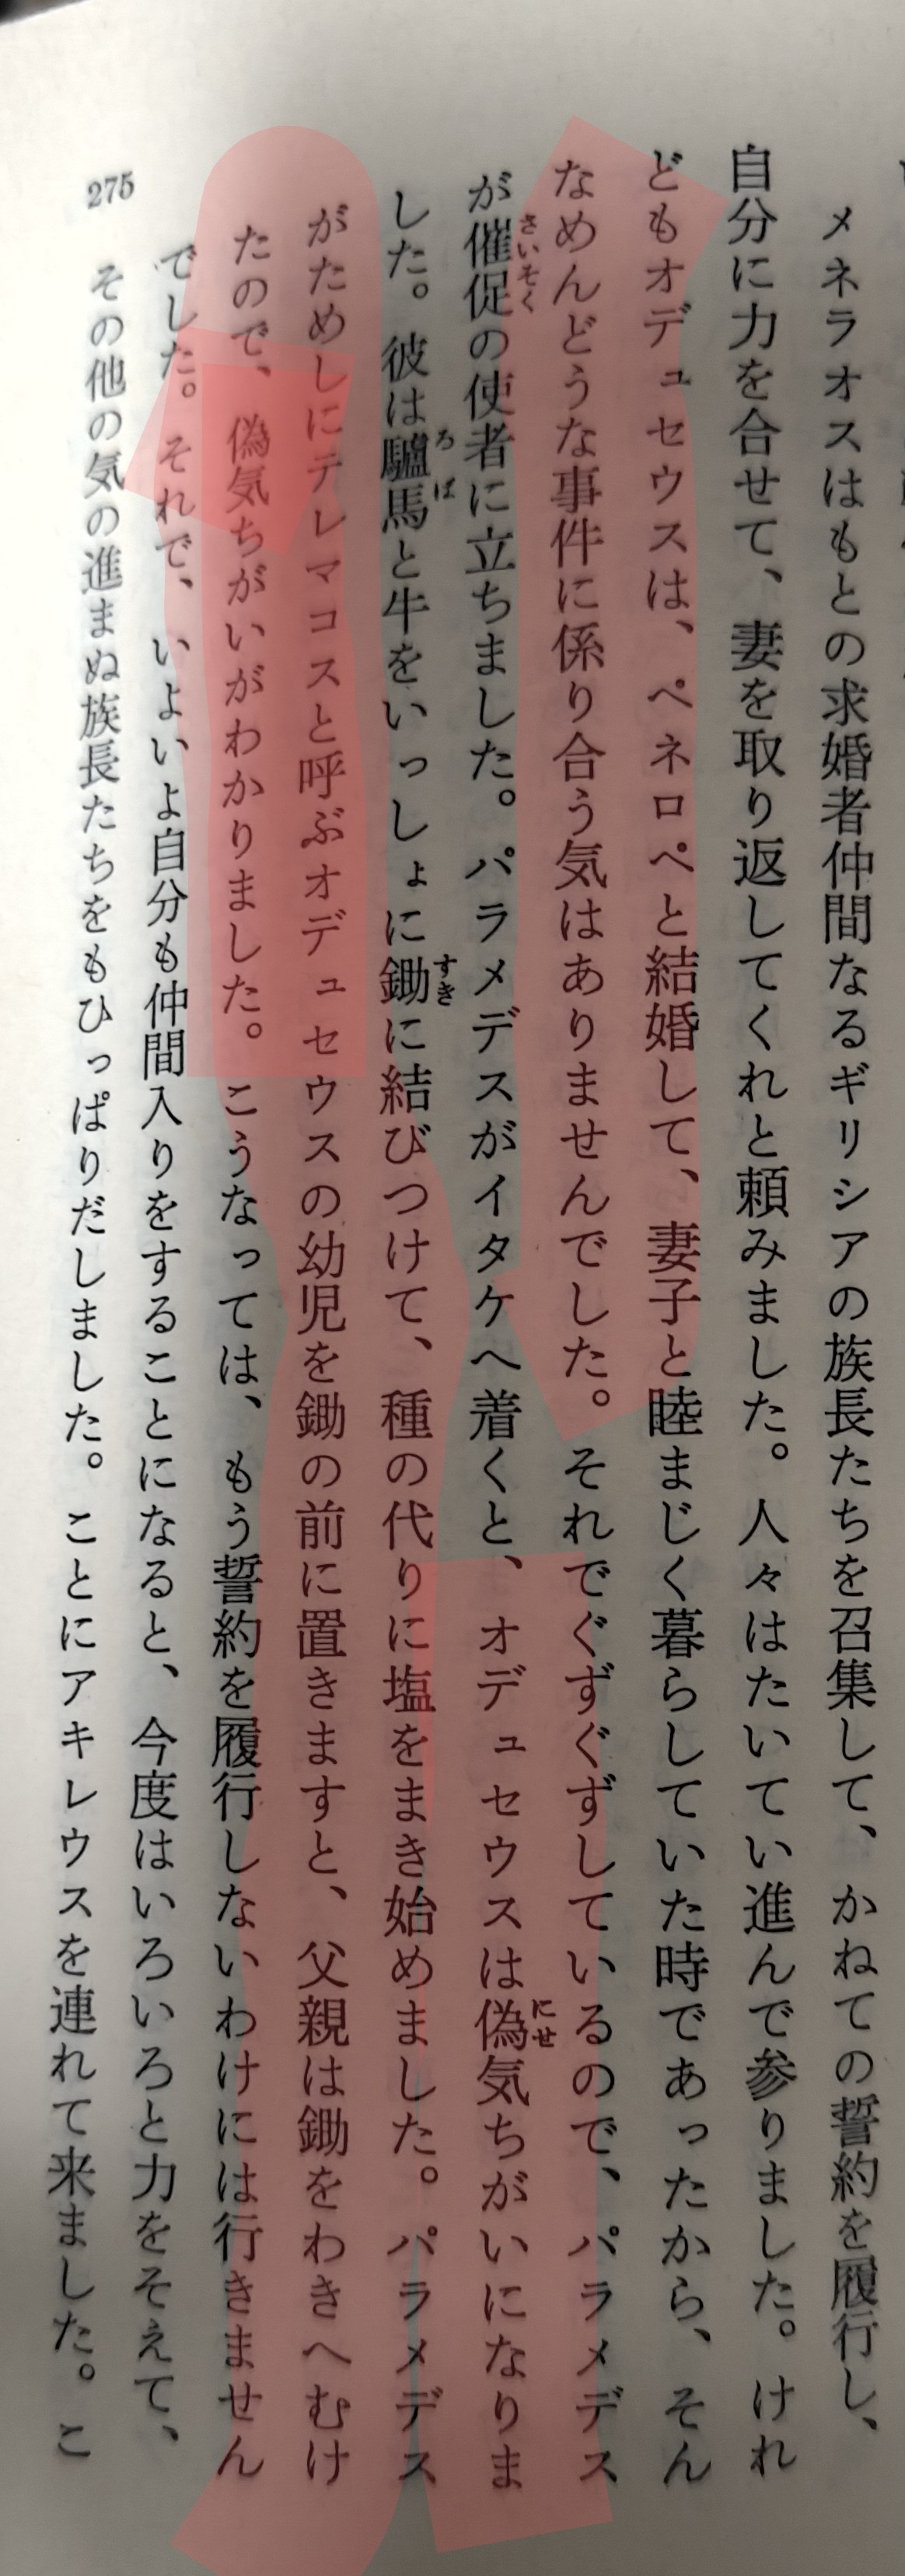 メネラオスはもとの求婚者仲間なるギリシアの族長たちを召集して、かねての誓約を履行し、
自分に力を合せて、妻を取り返してくれと頼みました。人々はたいてい進んで参りました。けれ
どもオデュセウスは、ペネロペと結婚して、妻子と睦まじく暮らしていた時であったから、そん
なめんどうな事件に係り合う気はありませんでした。それでぐずぐずしているので、パラメデス
が催促の使者に立ちました。パラメデスがイタケへ着くと、オデュセウスは偽気ちがいになりま
した。彼は驢馬と牛をいっしょに鋤に結びつけて、種の代りに塩をまき始めました。パラメデス
がためしにテレマコスと呼ぶオデュセウスの幼児を鋤の前に置きますと、父親は鋤をわきへむけ
たので、偽気ちがいがわかりました。こうなっては、もう誓約を履行しないわけには行きません
でした。それで、いよいよ自分も仲間入りをすることになると、今度はいろいろと力をそえて、
その他の気の進まぬ族長たちをもひっぱりだしました。ことにアキレウスを連れて来ました。こ
275